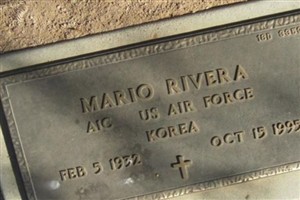 MARIO RIVERA
A1C US AIR FORCE
KOREA
FEB 5 1932 OCT 15 1995